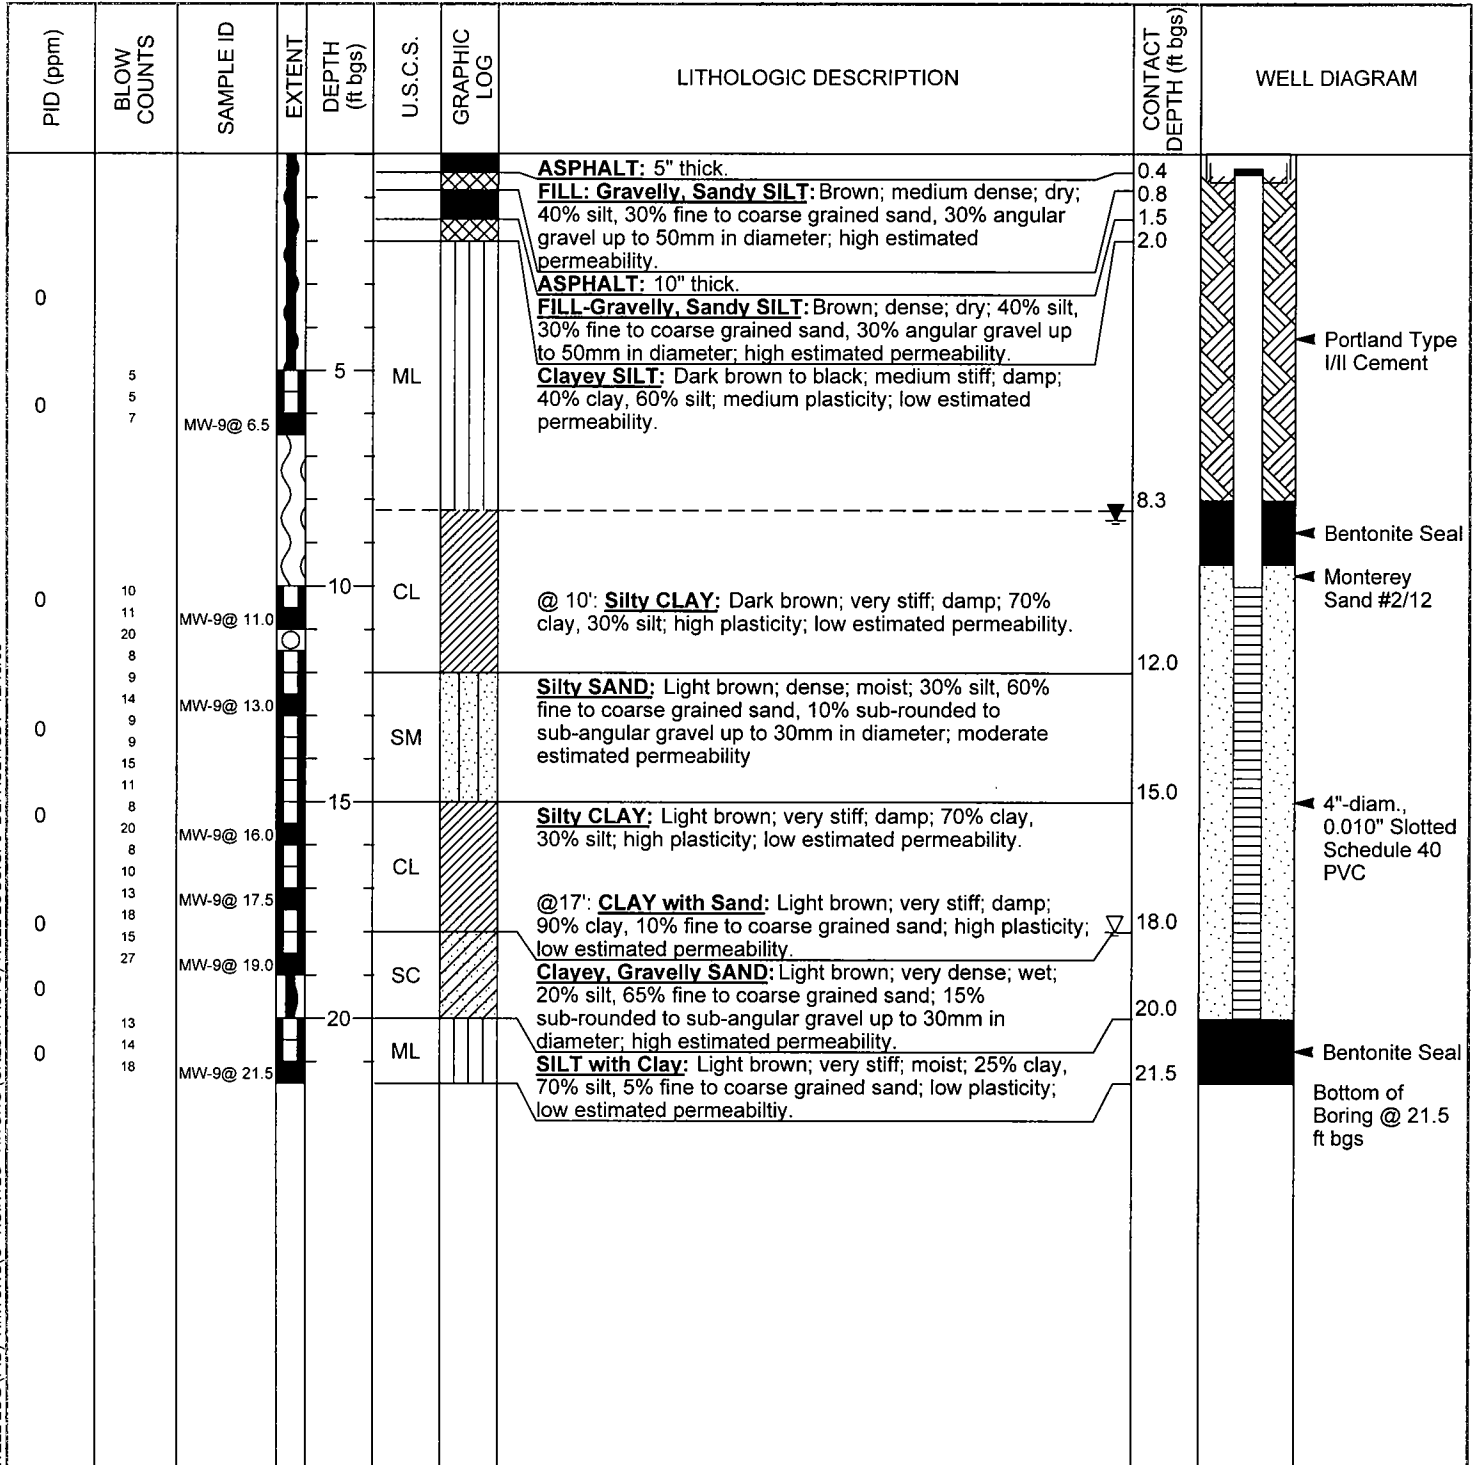 PID (ppm)
BLOW
COUNTS
SAMPLE ID
EXTENT
DEPTH
(ft bgs)
U.S.C.S.
GRAPHIC
LOG
LITHOLOGIC DESCRIPTION
CONTACT
DEPTH (ft bgs)
WELL DIAGRAM
ASPHALT: 5" thick.
0.4
FILL: Gravelly, Sandy SILT: Brown; medium dense; dry;
40% silt, 30% fine to coarse grained sand, 30% angular
gravel up to 50mm in diameter; high estimated
permeability.
0.8
1.5
2.0
ASPHALT: 10" thick.
FILL-Gravelly, Sandy SILT: Brown; dense; dry; 40% silt,
30% fine to coarse grained sand, 30% angular gravel up
to 50mm in diameter; high estimated permeability.
0
Portland Type
I/II Cement
5
ML
Clayey SILT: Dark brown to black; medium stiff; damp;
40% clay, 60% silt; medium plasticity; low estimated
permeability.
5
5
7
0
MW-9@ 6.5
8.3
Bentonite Seal
Monterey
Sand #2/12
10
CL
@ 10': Silty CLAY: Dark brown; very stiff; damp; 70%
clay, 30% silt; high plasticity; low estimated permeability.
0
10
11
20
MW-9@ 11.0
8
9
14
12.0
MW-9@ 13.0
SM
Silty SAND: Light brown; dense; moist; 30% silt, 60%
fine to coarse grained sand, 10% sub-rounded to
sub-angular gravel up to 30mm in diameter; moderate
estimated permeability
0
9
9
15
11
8
20
15
15.0
4"-diam.,
0.010" Slotted
Schedule 40
PVC
0
MW-9@ 16.0
CL
Silty CLAY: Light brown; very stiff; damp; 70% clay,
30% silt; high plasticity; low estimated permeability.
8
10
13
MW-9@ 17.5
@17': CLAY with Sand: Light brown; very stiff; damp;
90% clay, 10% fine to coarse grained sand; high plasticity;
low estimated permeability.
18.0
0
18
15
27
MW-9@ 19.0
SC
Clayey, Gravelly SAND: Light brown; very dense; wet;
20% silt, 65% fine to coarse grained sand; 15%
sub-rounded to sub-angular gravel up to 30mm in
diameter; high estimated permeability.
0
20.0
20
13
14
18
0
MW-9@ 21.5
ML
SILT with Clay: Light brown; very stiff; moist; 25% clay,
70% silt, 5% fine to coarse grained sand; low plasticity;
low estimated permeabiltiy.
21.5
Bentonite Seal
Bottom of
Boring @ 21.5
ft bgs